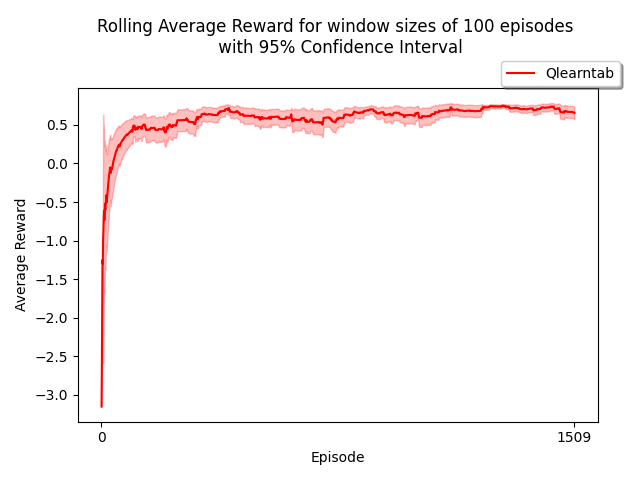 Rolling Average Reward for window sizes of 100 episodes
with 95% Confidence Interval
Qlearntab
Average Reward
0.5
0.0
−0.5
−1.0
−1.5
−2.0
−2.5
−3.0
0
1509
Episode